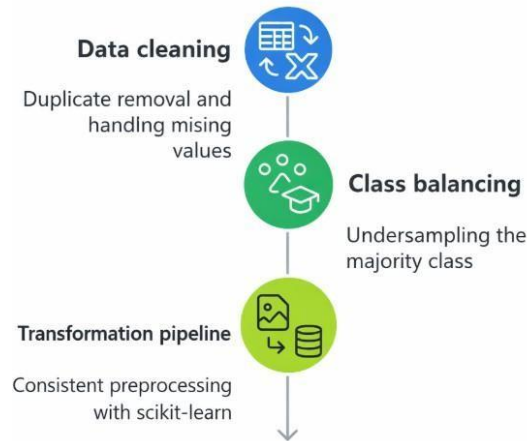 Data cleaning
Duplicate removal and
handlng mising
values
Class balancing
Undersampling the
majority class
Transformation pipeline
Consistent preprocessing
with scikit-learn